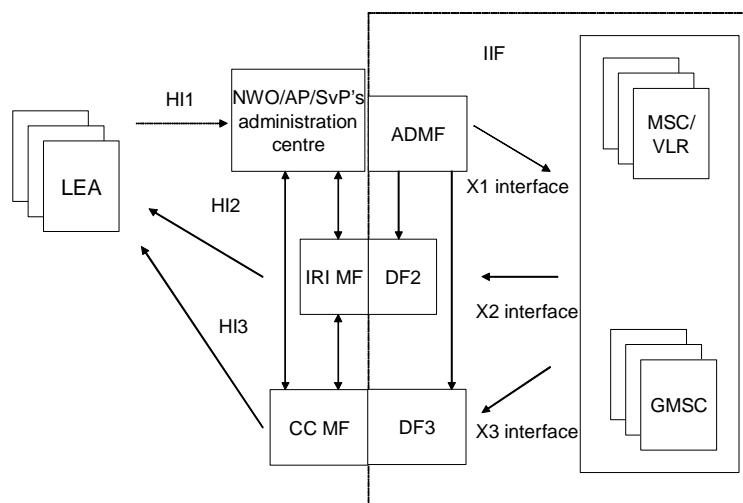 IIF
HI1
NWO/AP/SvP's
administration
centre
ADMF
MSC/
VLR
LEA
X1 interface
HI2
IRI MF
DF2
X2 interface
HI3
GMSC
CC MF
DF3
X3 interface